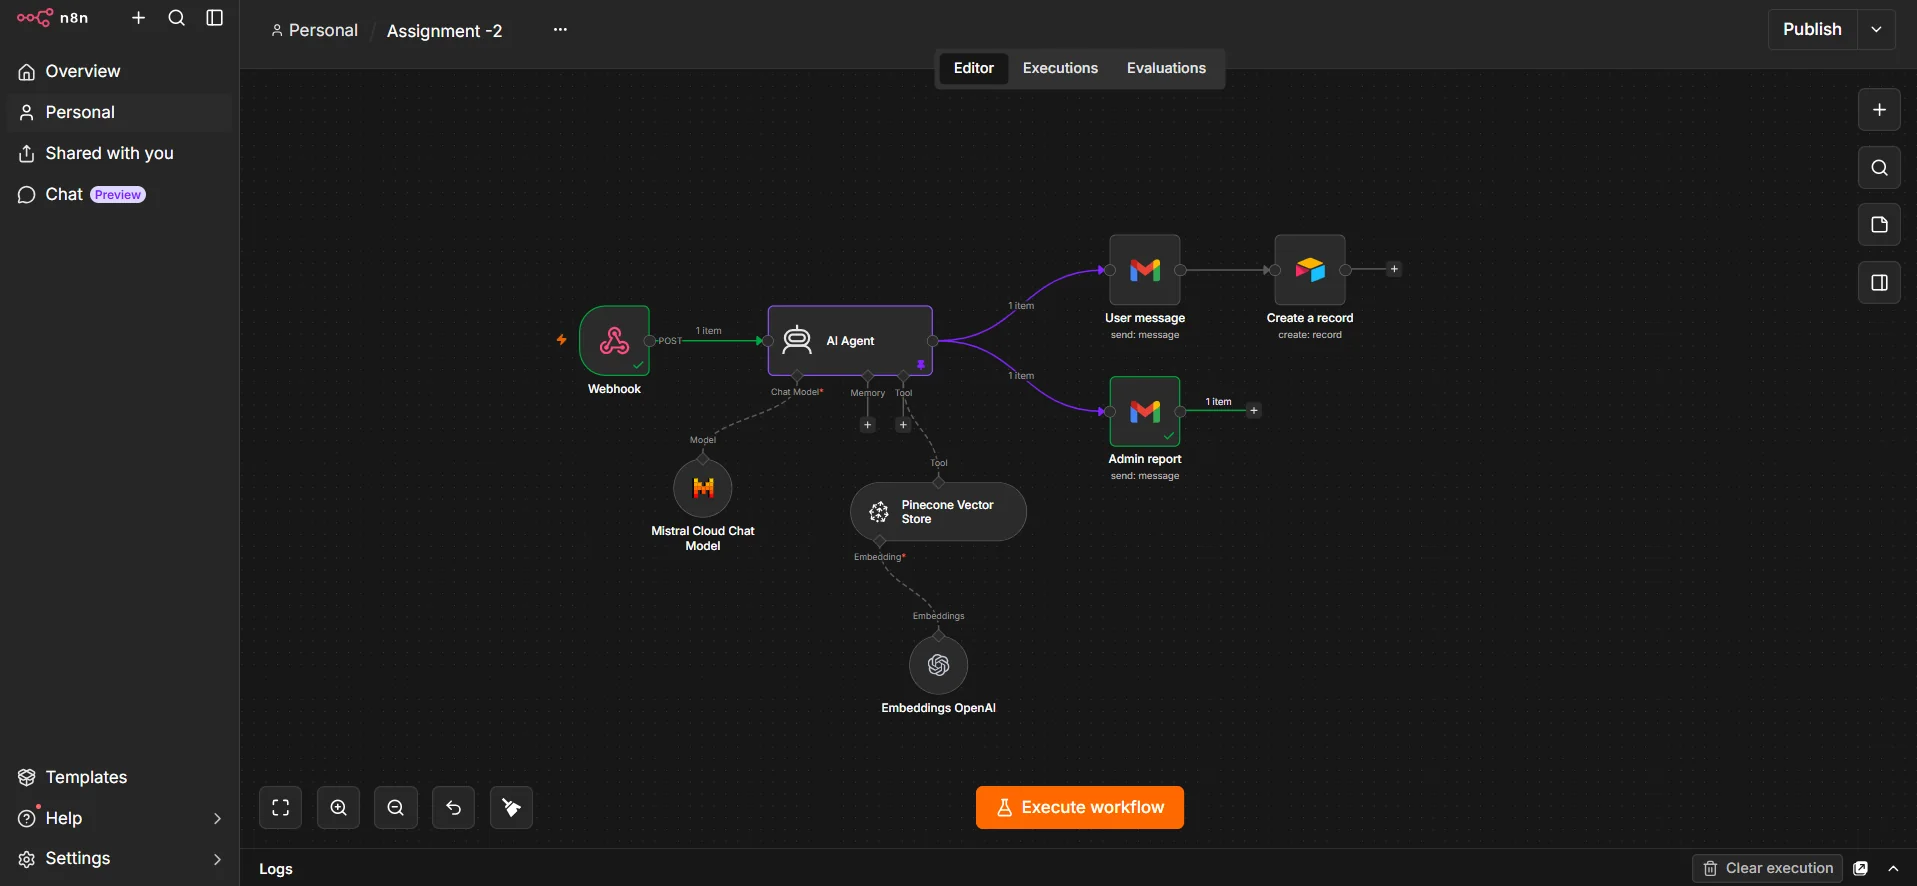 n8n
Overview
Personal
Shared with you
Chat Preview
Templates
Help
Settings
Personal / Assignment -2 ...
Publish
Editor Executions Evaluations
Webhook
POST
1 item
AI Agent
Chat Model*
Memory
Tool
Model
Mistral Cloud Chat
Model
Tool
Pinecone Vector
Store
Embedding*
Embeddings
Embeddings OpenAI
1 item
1 item
User message
send: message
Create a record
create: record
Admin report
send: message
1 item
Execute workflow
Logs
Clear execution